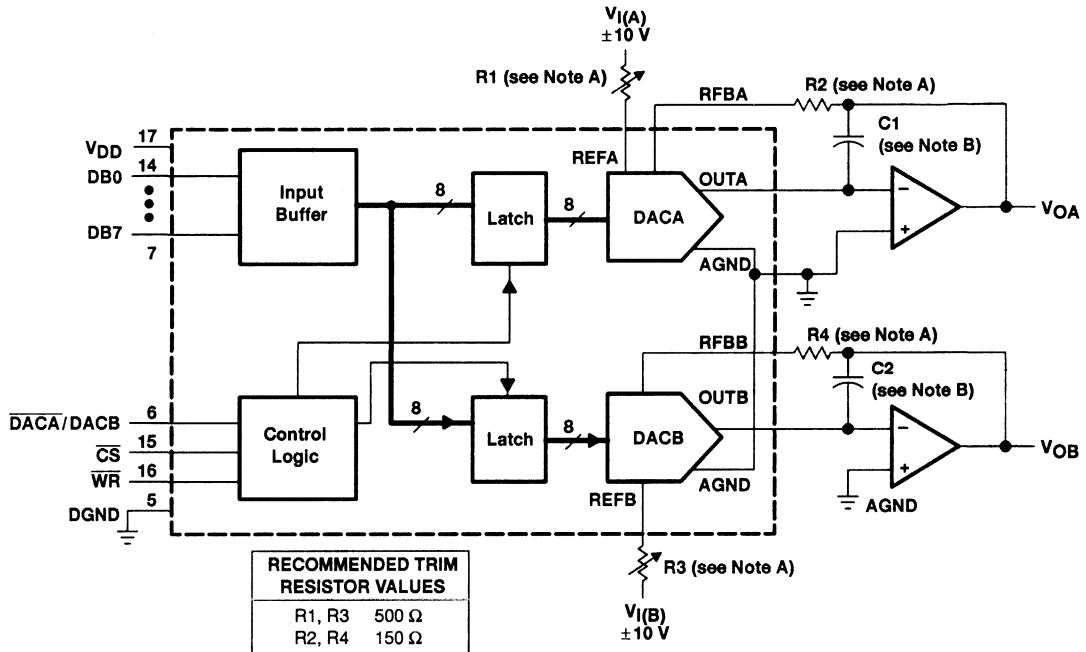 VI(A)
±10 V
R1 (see Note A)
RFBA
R2 (see Note A)
C1
(see Note B)
17
VDD
14
DB0
DB7
7
Input
Buffer
8
Latch
8
REFA
DACA
OUTA
AGND
−
+
VOA
RFBB
R4 (see Note A)
C2
(see Note B)
DACA/DACB
6
CS
15
WR
16
DGND
5
Control
Logic
8
Latch
8
DACB
OUTB
AGND
REFB
−
+
AGND
VOB
R3 (see Note A)
VI(B)
±10 V
RECOMMENDED TRIM
RESISTOR VALUES
R1, R3 500 Ω
R2, R4 150 Ω